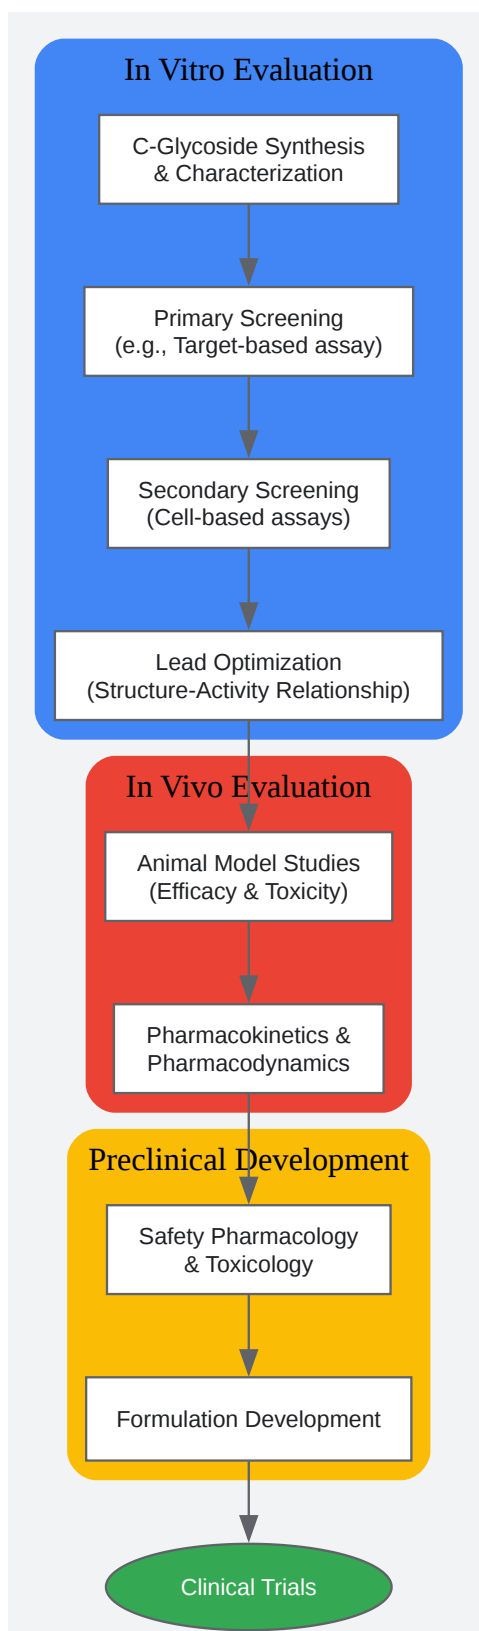 In Vitro Evaluation
C-Glycoside Synthesis
& Characterization
Primary Screening
(e.g., Target-based assay)
Secondary Screening
(Cell-based assays)
Lead Optimization
(Structure-Activity Relationship)
In Vivo Evaluation
Animal Model Studies
(Efficacy & Toxicity)
Pharmacokinetics &
Pharmacodynamics
Preclinical Development
Safety Pharmacology
& Toxicology
Formulation Development
Clinical Trials